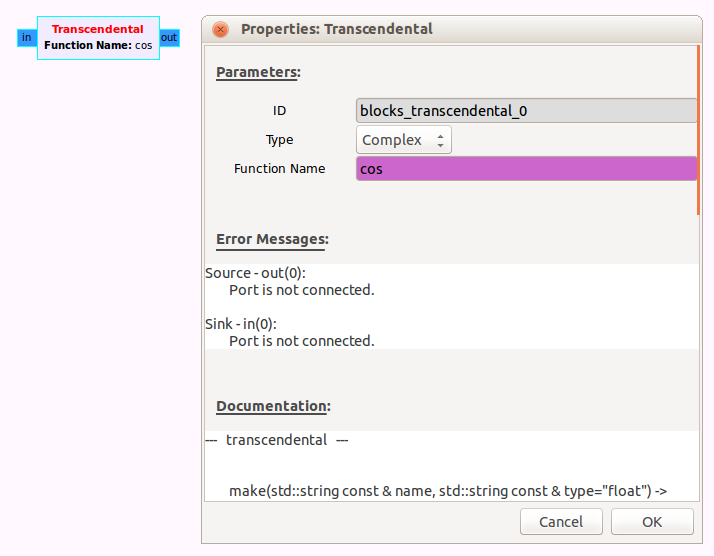 Transcendental
in
Function Name: cos
out
Properties: Transcendental
Parameters:
ID
blocks_transcendental_0
Type
Complex
Function Name
cos
Error Messages:
Source - out(0):
Port is not connected.
Sink - in(0):
Port is not connected.
Documentation:
--- transcendental ---
make(std::string const & name, std::string const & type="float") ->
Cancel
OK